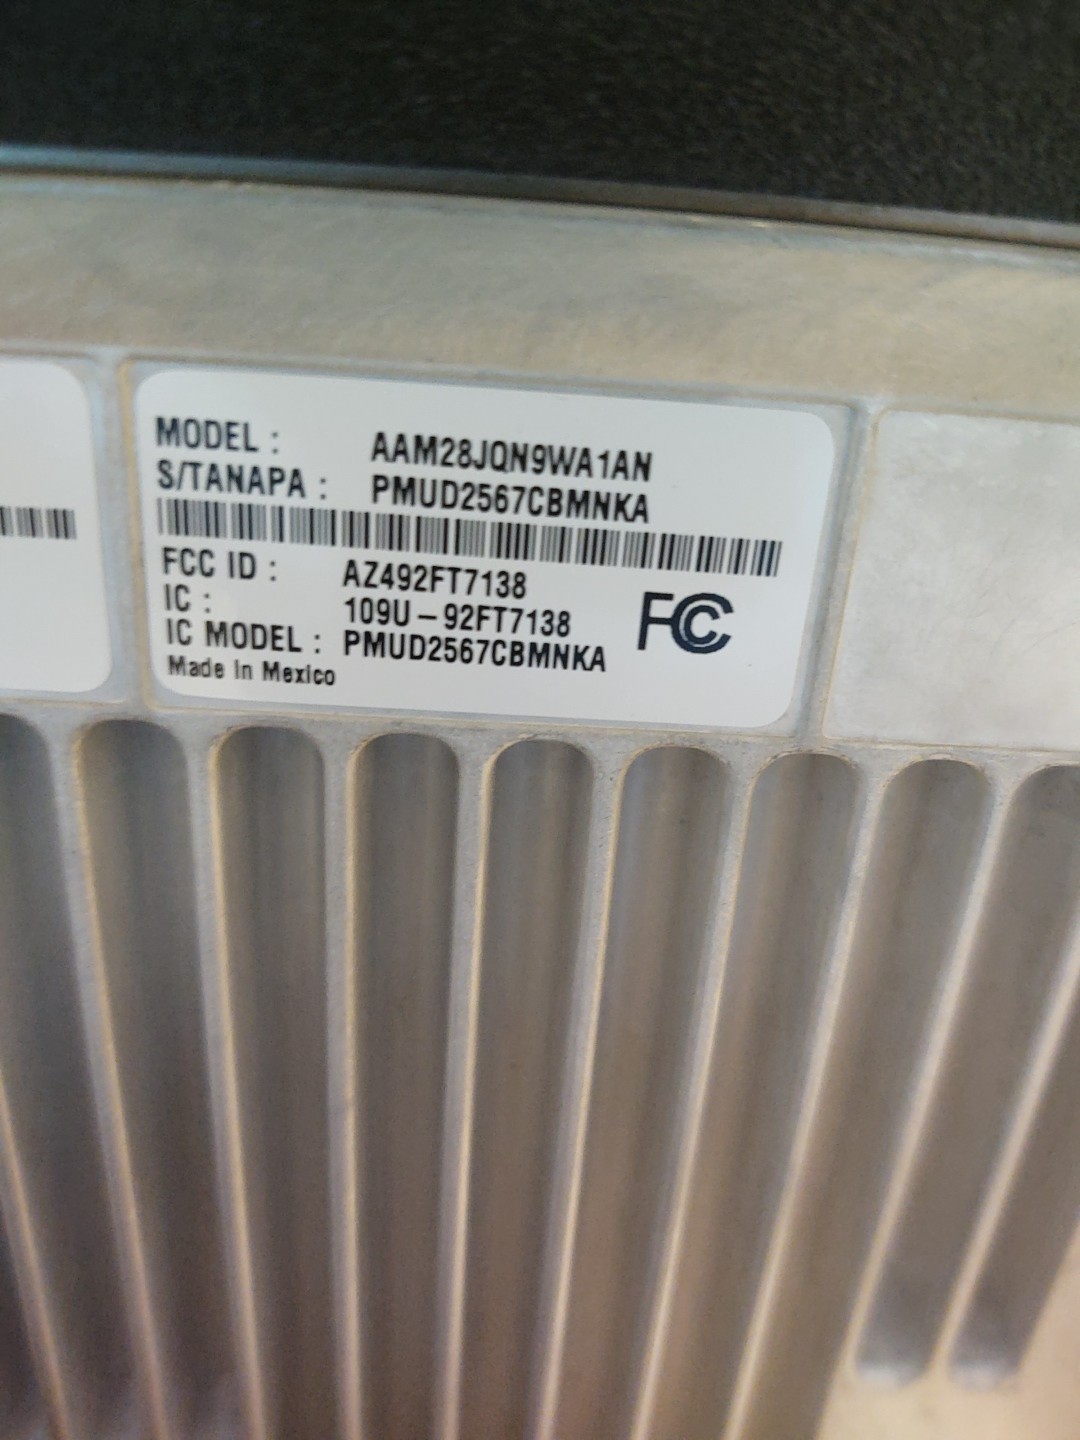 MODEL : AAM28JQN9WA1AN
S/TANAPA : PMUD2567CBMNKA
FCC ID : AZ492FT7138
IC : 109U-92FT7138
IC MODEL : PMUD2567CBMNKA
Made In Mexico
FC